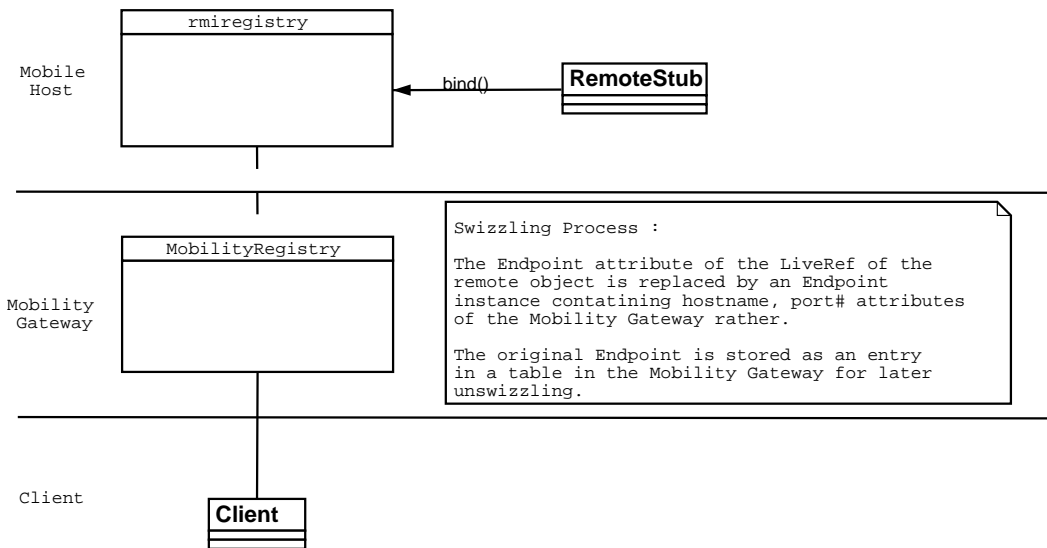 rmiregistry
Mobile
Host
bind()
RemoteStub
MobilityRegistry
Mobility
Gateway
Swizzling Process :
The Endpoint attribute of the LiveRef of the
remote object is replaced by an Endpoint
instance contatining hostname, port# attributes
of the Mobility Gateway rather.
The original Endpoint is stored as an entry
in a table in the Mobility Gateway for later
unswizzling.
Client
Client